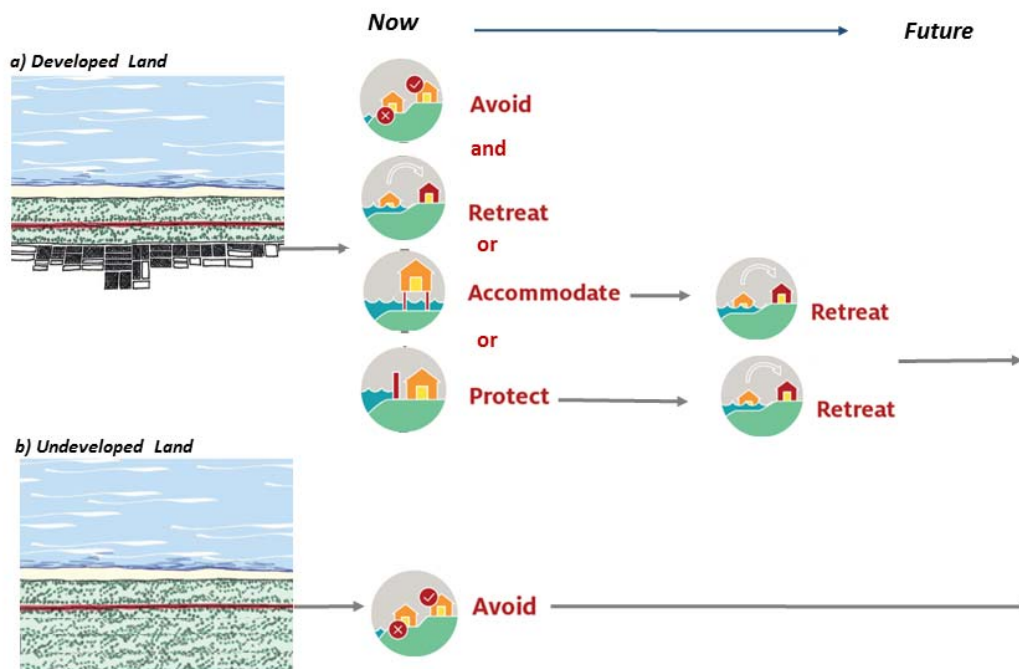 Now
Future
a) Developed Land
Avoid
and
Retreat
or
Accommodate
Retreat
or
Protect
Retreat
b) Undeveloped Land
Avoid